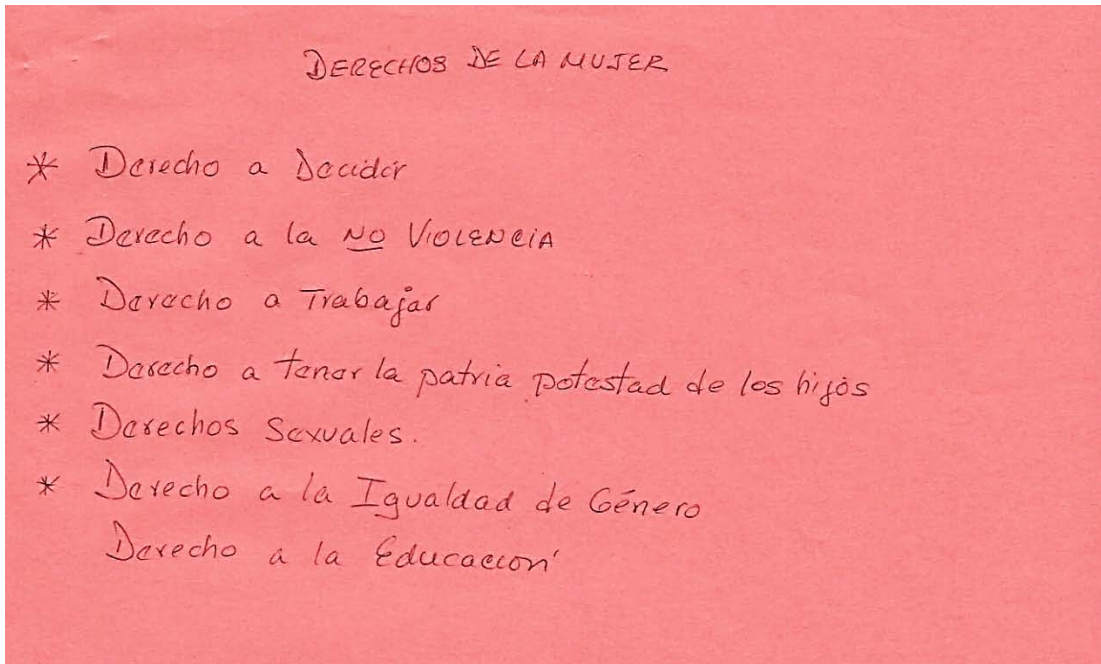 DERECHOS DE LA MUJER
* Derecho a Decidir
* Derecho a la NO VIOLENCIA
* Derecho a Trabajar
* Derecho a tener la patria potestad de los hijos
* Derechos Sexuales.
* Derecho a la Igualdad de Género
Derecho a la Educación